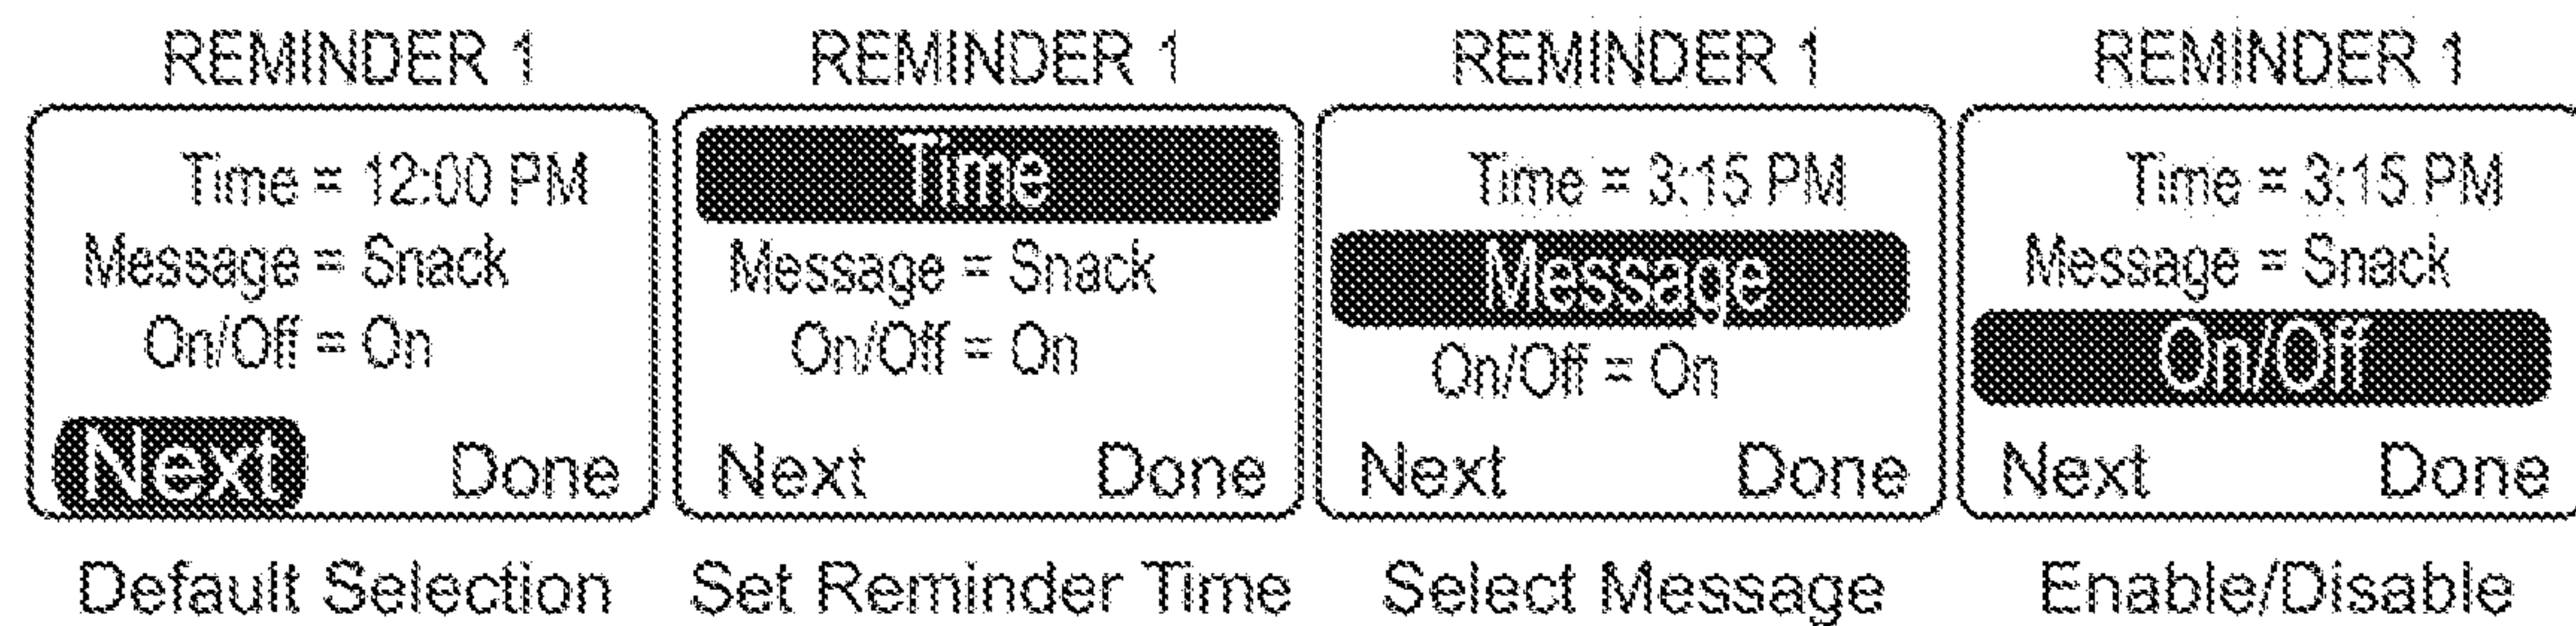 REMINDER 1
Time = 12:00 PM
Message = Snack
On/Off = On
Next Done
Default Selection
REMINDER 1
Time
Message = Snack
On/Off = On
Next Done
Set Reminder Time
REMINDER 1
Time = 3:15 PM
Message
On/Off = On
Next Done
Select Message
REMINDER 1
Time = 3:15 PM
Message = Snack
On/Off
Next Done
Enable/Disable